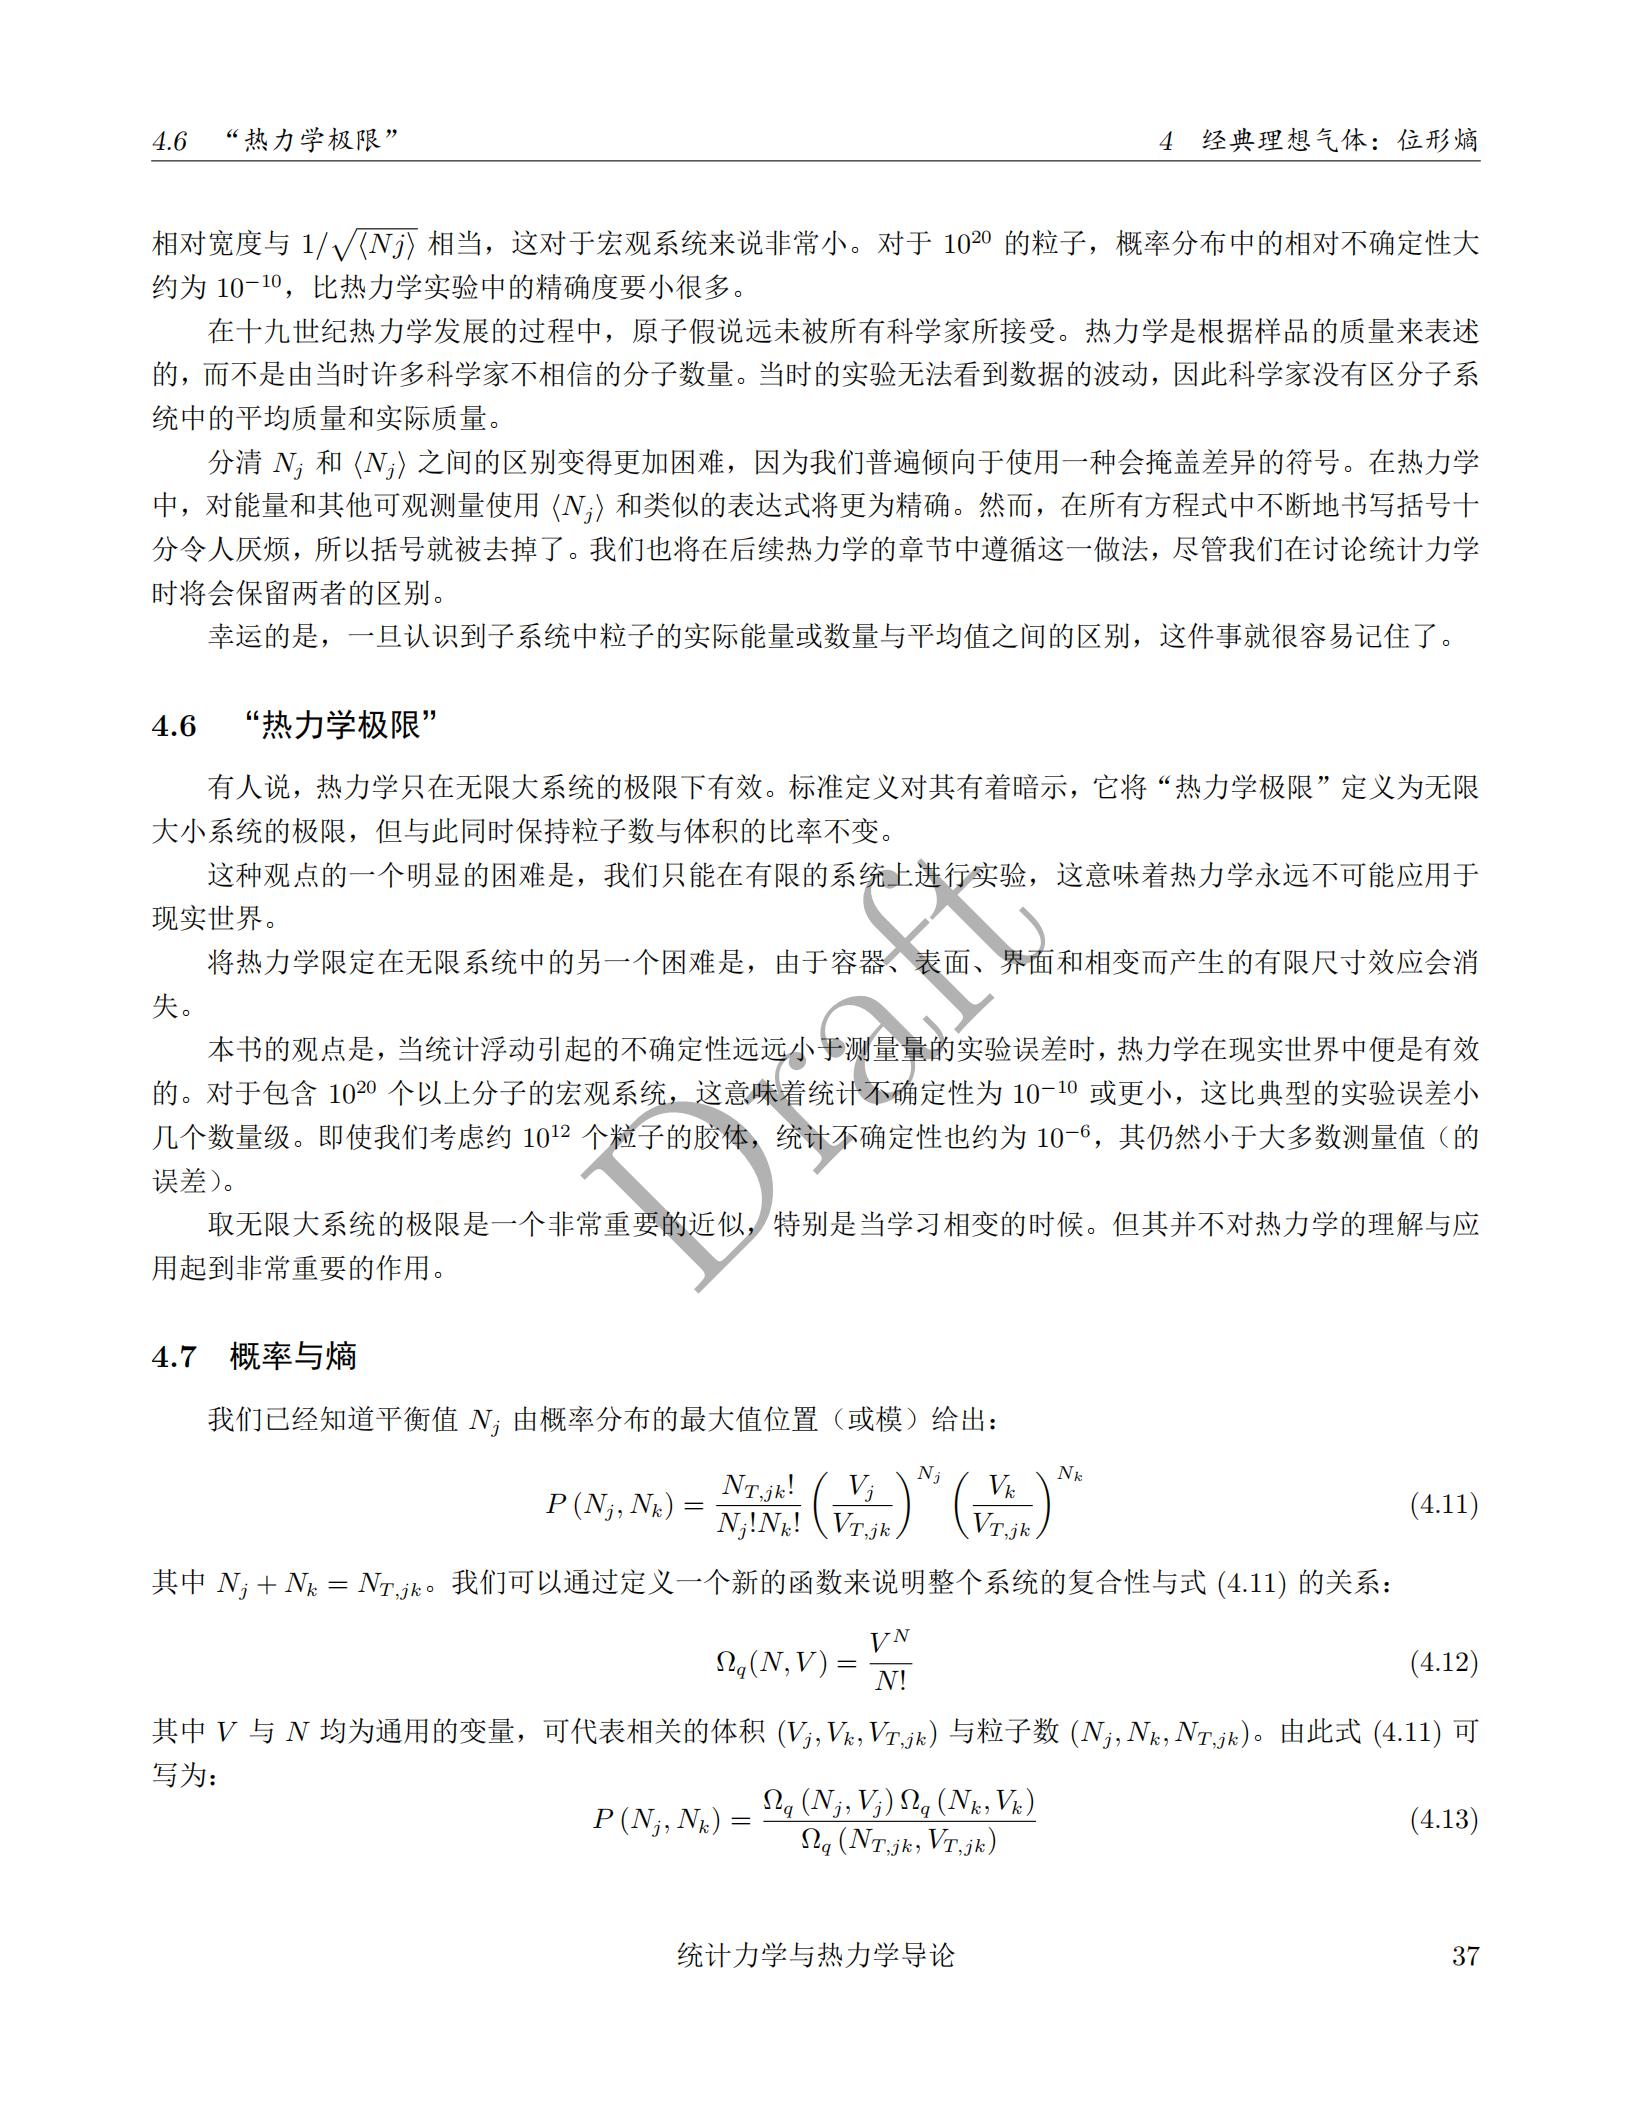 4.6 “热力学极限” 4 经典理想气体：位形熵
相对宽度与 1/√⟨Nj⟩ 相当，这对于宏观系统来说非常小。对于 10²⁰ 的粒子，概率分布中的相对不确定性大
约为 10⁻¹⁰，比热力学实验中的精确度要小很多。
在十九世纪热力学发展的过程中，原子假说远未被所有科学家所接受。热力学是根据样品的质量来表述
的，而不是由当时许多科学家不相信的分子数量。当时的实验无法看到数据的波动，因此科学家没有区分子系
统中的平均质量和实际质量。
分清 N_j 和 ⟨N_j⟩ 之间的区别变得更加困难，因为我们普遍倾向于使用一种会掩盖差异的符号。在热力学
中，对能量和其他可观测量使用 ⟨N_j⟩ 和类似的表达式将更为精确。然而，在所有方程式中不断地书写括号十
分令人厌烦，所以括号就被去掉了。我们也将在后续热力学的章节中遵循这一做法，尽管我们在讨论统计力学
时将会保留两者的区别。
幸运的是，一旦认识到子系统中粒子的实际能量或数量与平均值之间的区别，这件事就很容易记住了。
4.6 “热力学极限”
有人说，热力学只在无限大系统的极限下有效。标准定义对其有着暗示，它将“热力学极限”定义为无限
大小系统的极限，但与此同时保持粒子数与体积的比率不变。
这种观点的一个明显的困难是，我们只能在有限的系统上进行实验，这意味着热力学永远不可能应用于
现实世界。
将热力学限定在无限系统中的另一个困难是，由于容器、表面、界面和相变而产生的有限尺寸效应会消
失。
本书的观点是，当统计浮动引起的不确定性远远小于测量量的实验误差时，热力学在现实世界中便是有效
的。对于包含 10²⁰ 个以上分子的宏观系统，这意味着统计不确定性为 10⁻¹⁰ 或更小，这比典型的实验误差小
几个数量级。即使我们考虑约 10¹² 个粒子的胶体，统计不确定性也约为 10⁻⁶，其仍然小于大多数测量值（的
误差）。
取无限大系统的极限是一个非常重要的近似，特别是当学习相变的时候。但其并不对热力学的理解与应
用起到非常重要的作用。
Draft
4.7 概率与熵
我们已经知道平衡值 N_j 由概率分布的最大值位置（或模）给出：
P (N_j, N_k) = \frac{N_{T,jk}!}{N_j!N_k!} \left(\frac{V_j}{V_{T,jk}}\right)^{N_j} \left(\frac{V_k}{V_{T,jk}}\right)^{N_k} (4.11)
其中 N_j + N_k = N_{T,jk}。我们可以通过定义一个新的函数来说明整个系统的复合性与式 (4.11) 的关系：
Ω_q(N, V) = \frac{V^N}{N!} (4.12)
其中 V 与 N 均为通用的变量，可代表相关的体积 (V_j, V_k, V_{T,jk}) 与粒子数 (N_j, N_k, N_{T,jk})。由此式 (4.11) 可
写为：
P (N_j, N_k) = \frac{Ω_q (N_j, V_j) Ω_q (N_k, V_k)}{Ω_q (N_{T,jk}, V_{T,jk})} (4.13)
统计力学与热力学导论 37